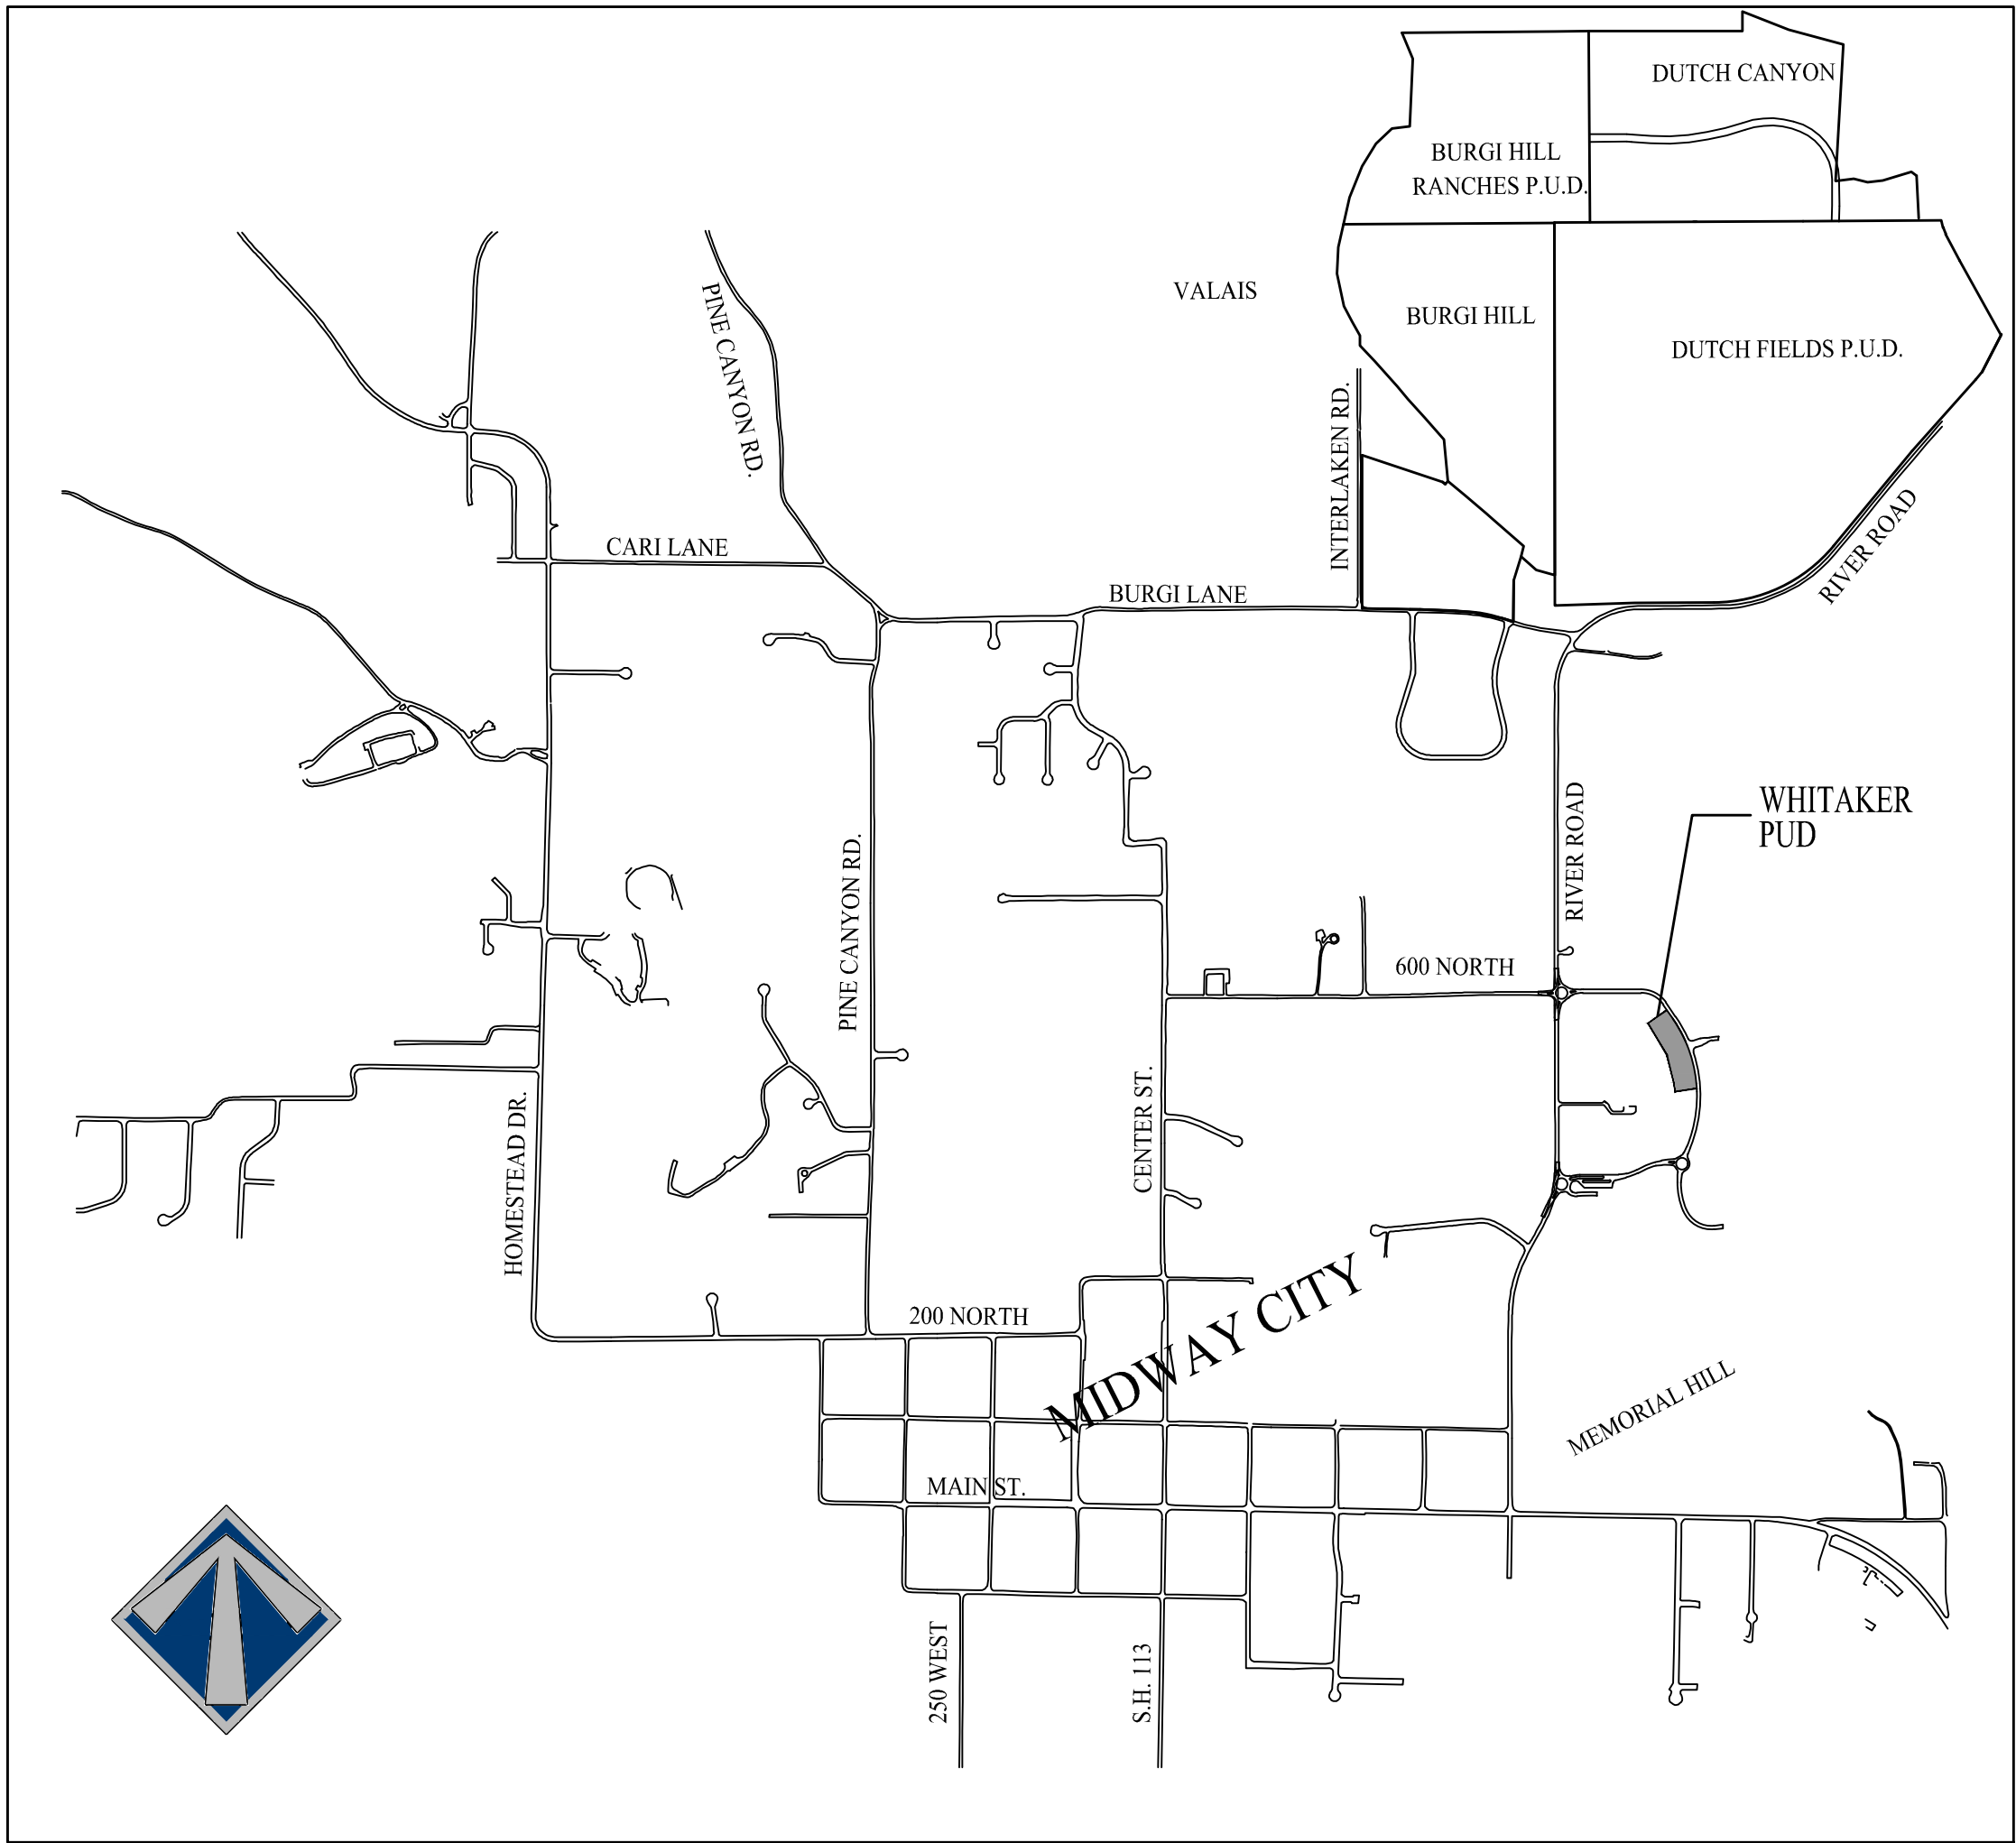 DUTCH CANYON
BURGI HILL
RANCHES P.U.D.
VALAIS
BURGI HILL
DUTCH FIELDS P.U.D.
PINE CANYON RD.
INTERLAKEN RD.
RIVER ROAD
CARI LANE
BURGI LANE
WHITAKER
PUD
RIVER ROAD
PINE CANYON RD.
600 NORTH
CENTER ST.
HOMESTEAD DR.
200 NORTH
MIDWAY CITY
MEMORIAL HILL
MAIN ST.
250 WEST
S.H. 113